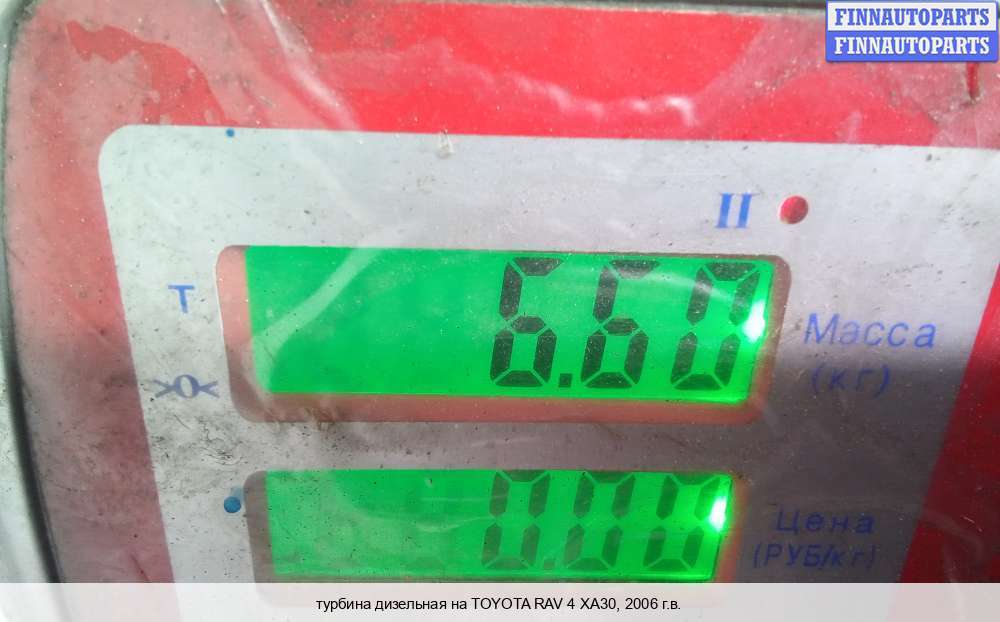 FINNAUTOPARTS
FINNAUTOPARTS
II
T
6.60
Масса
(кг)
>0<
0.00
Цена
(РУБ/кг)
турбина дизельная на TOYOTA RAV 4 XA30, 2006 г.в.